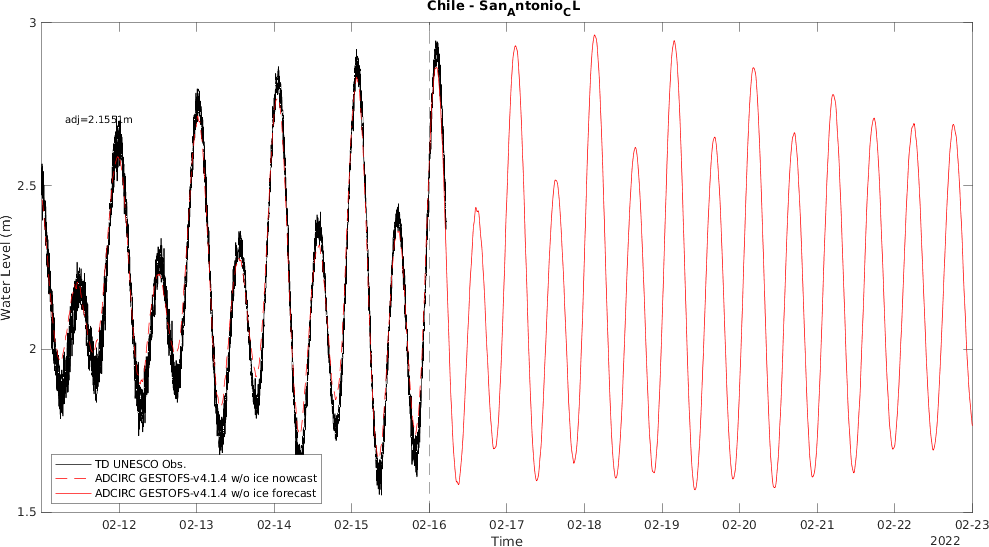 Chile - SanAntonioCL
3
adj=2.1551m
2.5
Water Level (m)
2
TD UNESCO Obs.
ADCIRC GESTOFS-v4.1.4 w/o ice nowcast
ADCIRC GESTOFS-v4.1.4 w/o ice forecast
1.5
02-12 02-13 02-14 02-15 02-16 02-17 02-18 02-19 02-20 02-21 02-22 02-23
Time
2022